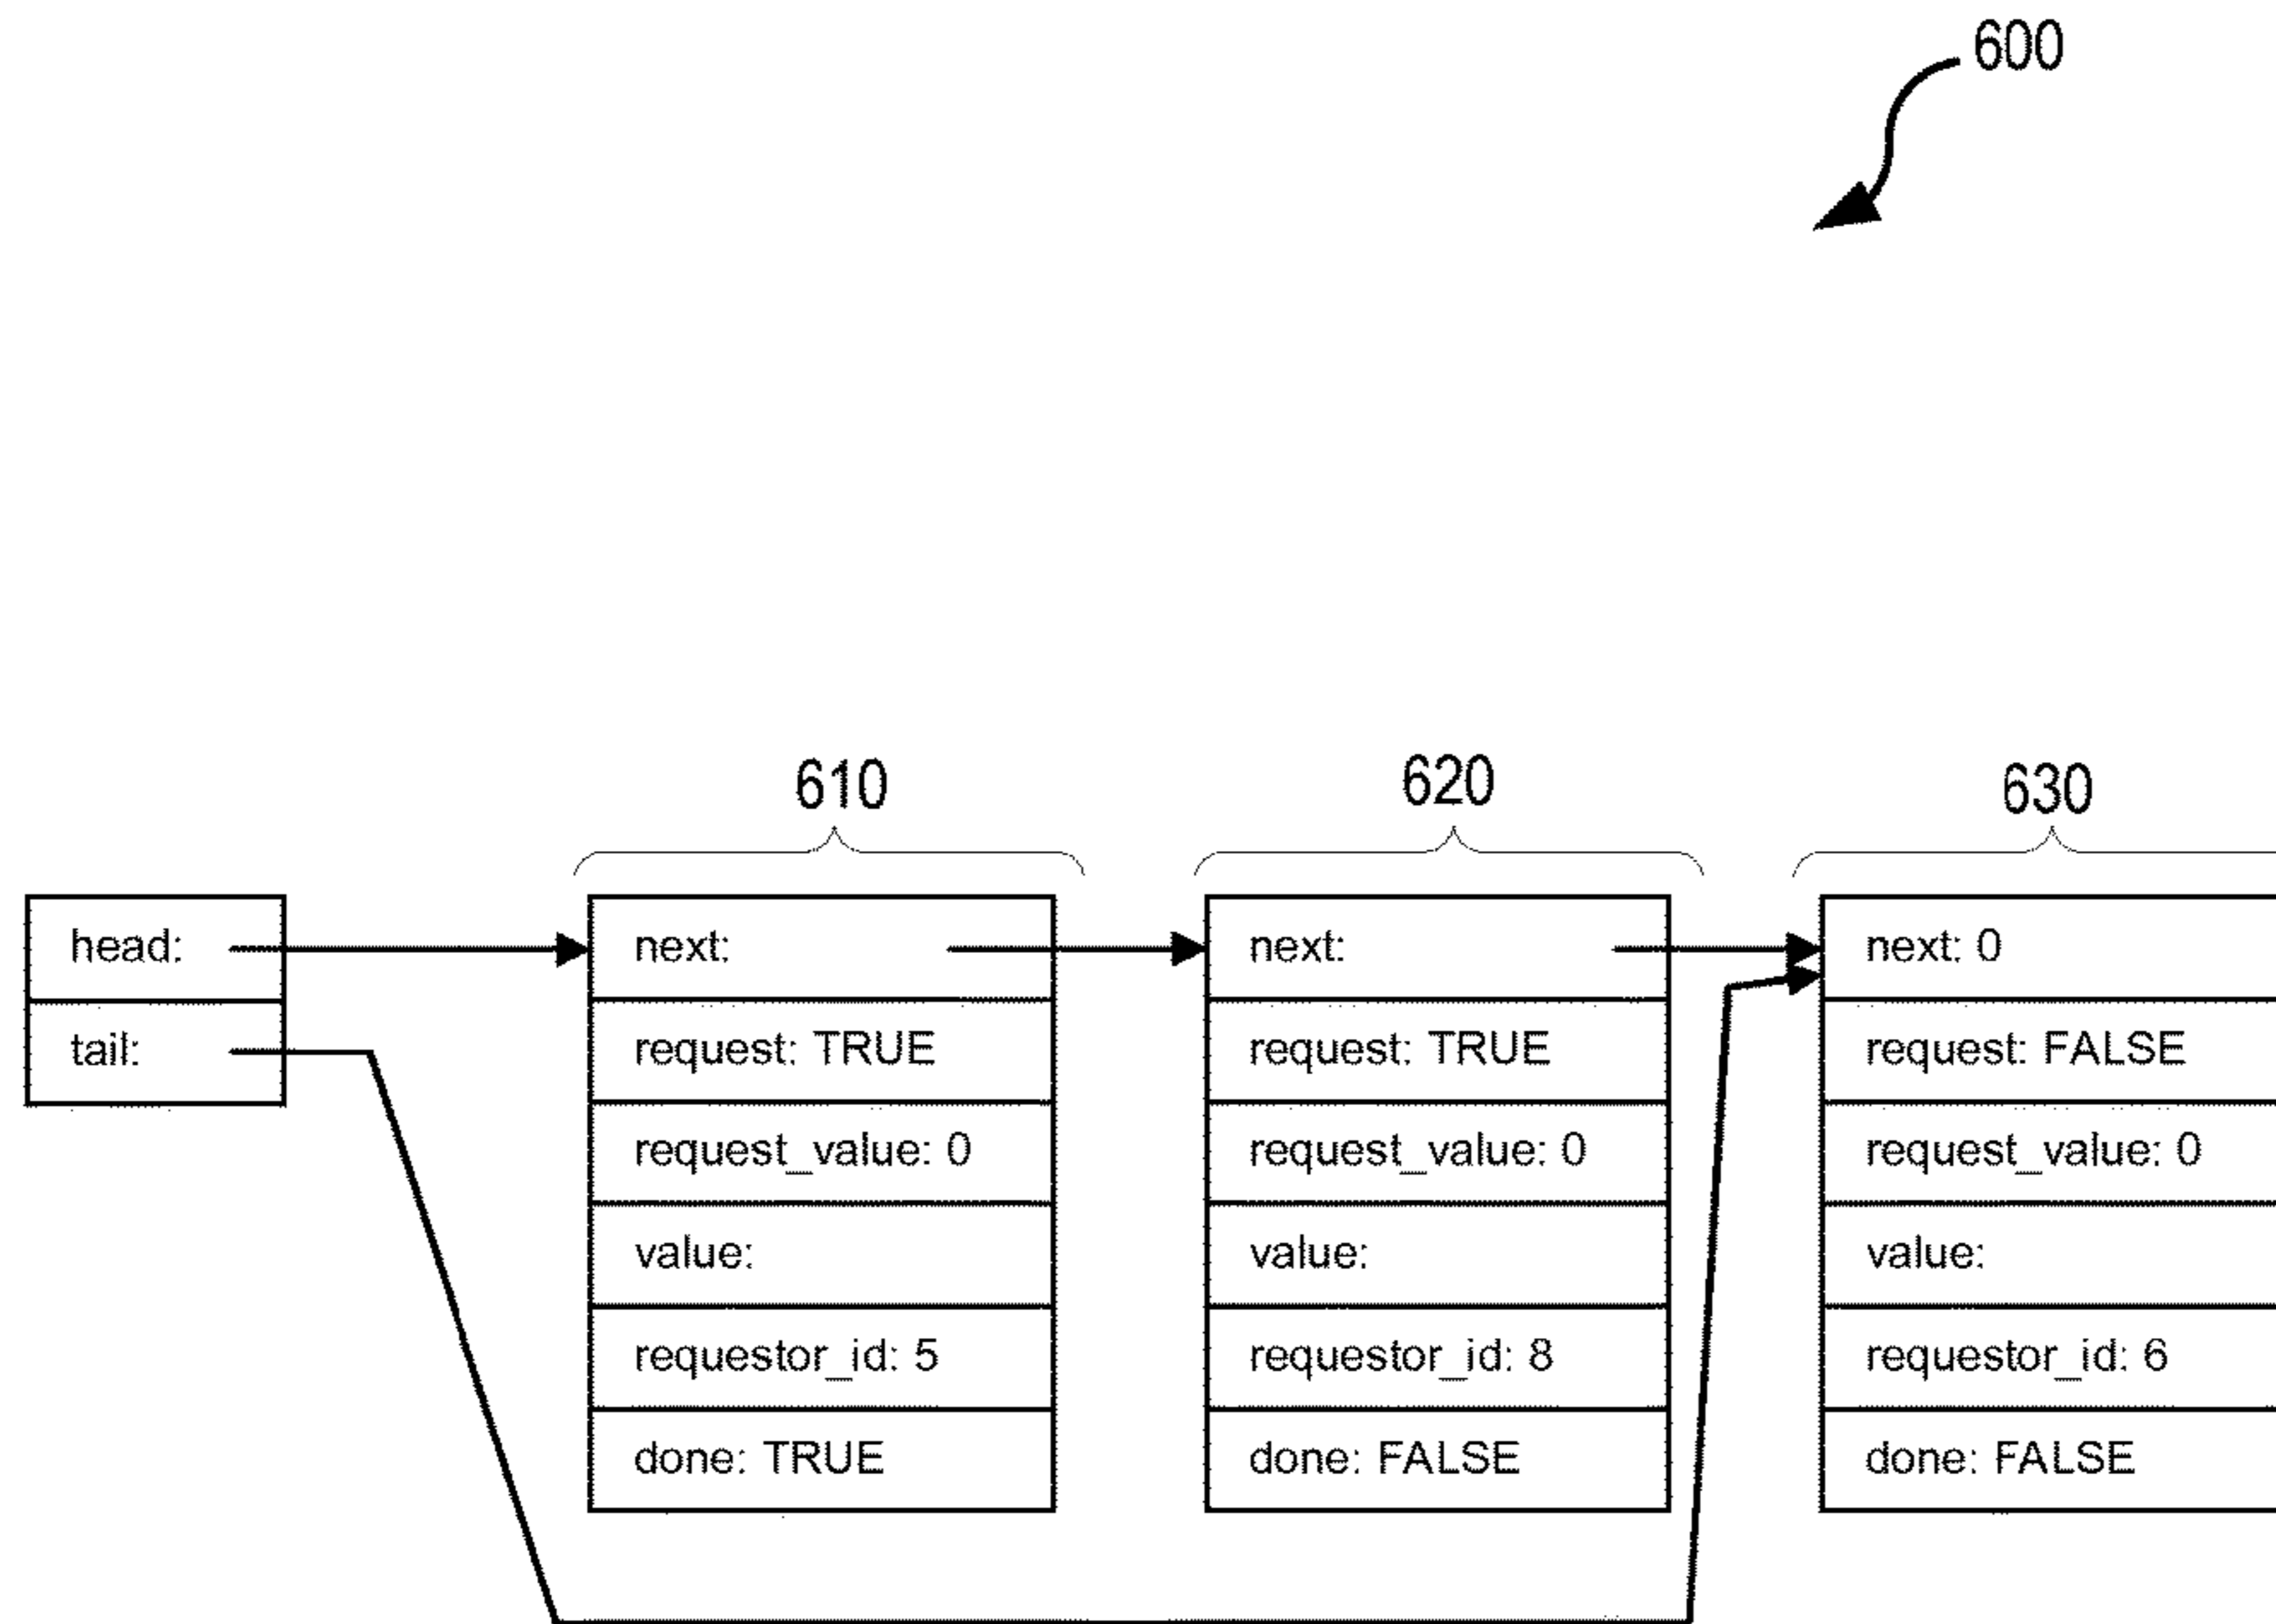 600
610
620
630
head:
tail:
next:
request: TRUE
request_value: 0
value:
requestor_id: 5
done: TRUE
next:
request: TRUE
request_value: 0
value:
requestor_id: 8
done: FALSE
next: 0
request: FALSE
request_value: 0
value:
requestor_id: 6
done: FALSE